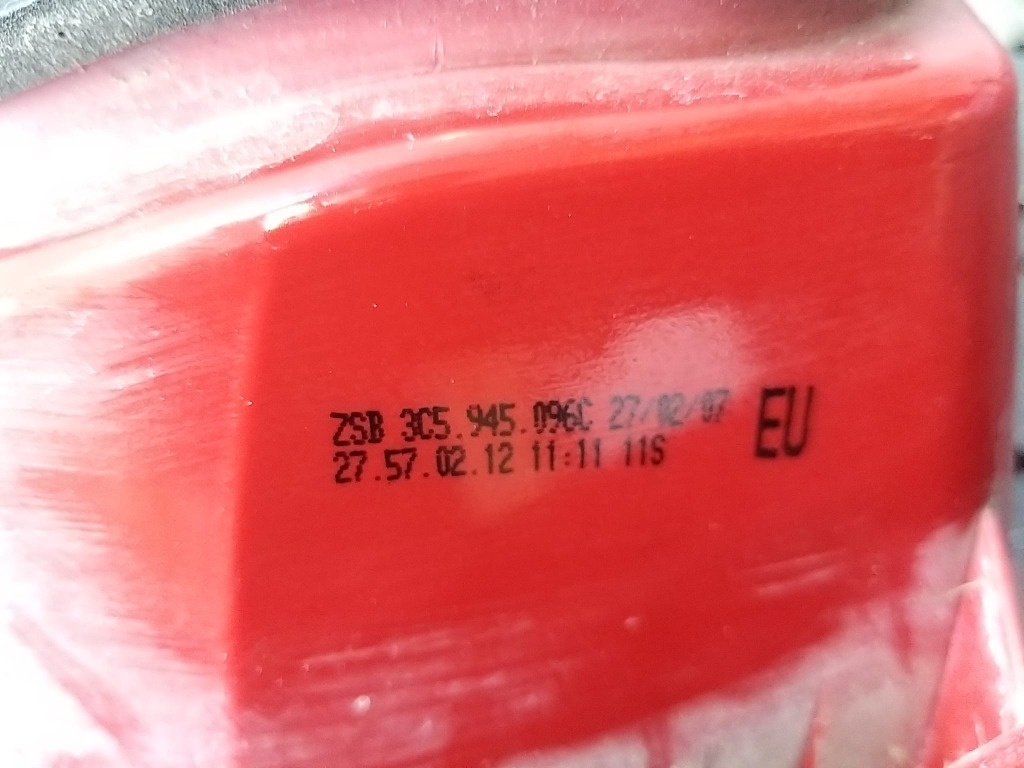 ZSB 3C5.945.096C 27/02/07 EU
27.57.02.12 11:11 11S